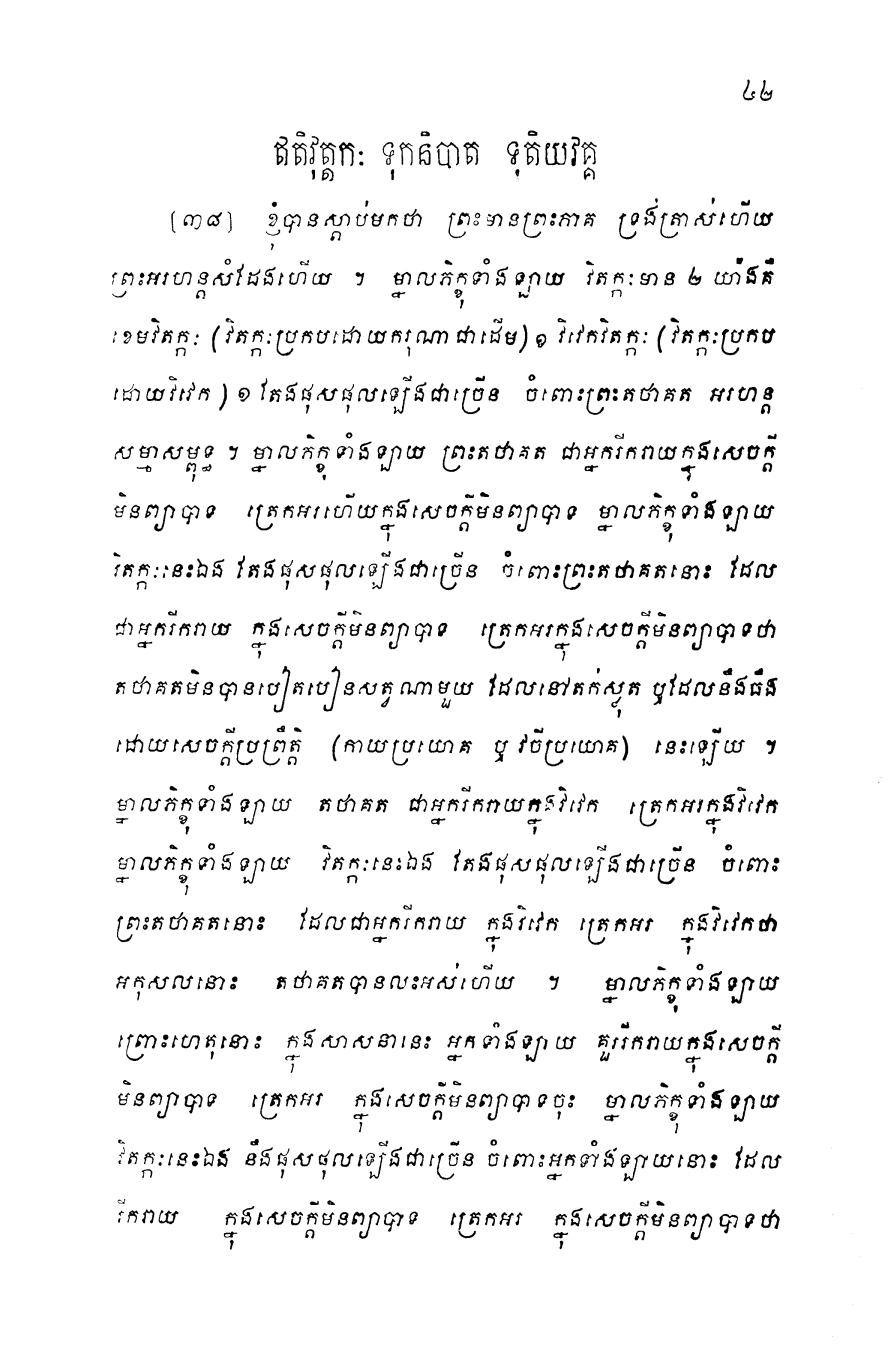 ៤២
ឥតិវុត្តកៈ ទុកនិបាត ទុតិយវគ្គ
[៣៨] ខ្ញុំបានស្តាប់មកថា ព្រះមានព្រះភាគ ទ្រង់ត្រាស់ហើយ
ព្រះអរហន្តសំដែងហើយ ។ ម្នាលភិក្ខុទាំងឡាយ វិតក្កៈមាន ២ យ៉ាងគឺ
ខេមវិតក្កៈ (វិតក្កៈប្រកបដោយករុណាជាដើម) ១ វិវេកវិតក្កៈ (វិតក្កៈប្រកប
ដោយវិវេក) ១ តែងផុសផុលឡើងជាច្រើន ចំពោះព្រះតថាគត អរហន្ត
សម្មាសម្ពុទ្ធ ។ ម្នាលភិក្ខុទាំងឡាយ ព្រះតថាគត ជាអ្នករីករាយក្នុងសេចក្តី
មិនព្យាបាទ ត្រេកអរហើយក្នុងសេចក្តីមិនព្យាបាទ ម្នាលភិក្ខុទាំងឡាយ
វិតក្កៈនេះឯង តែងផុសផុលឡើងជាច្រើន ចំពោះព្រះតថាគតនោះ ដែល
ជាអ្នករីករាយ ក្នុងសេចក្តីមិនព្យាបាទ ត្រេកអរក្នុងសេចក្តីមិនព្យាបាទថា
តថាគតមិនបានបៀតបៀនសត្វណាមួយ ដែលនៅតក់ស្លុត ឬដែលនឹងធឹង
ដោយសេចក្តីប្រព្រឹត្តិ (កាយប្រយោគ ឬ វចីប្រយោគ) នេះឡើយ ។
ម្នាលភិក្ខុទាំងឡាយ តថាគត ជាអ្នករីករាយក្នុងវិវេក ត្រេកអរក្នុងវិវេក
ម្នាលភិក្ខុទាំងឡាយ វិតក្កៈនេះឯង តែងផុសផុលឡើងជាច្រើន ចំពោះ
ព្រះតថាគតនោះ ដែលជាអ្នករីករាយ ក្នុងវិវេក ត្រេកអរ ក្នុងវិវេកថា
អកុសលនោះ តថាគតបានលះអស់ហើយ ។ ម្នាលភិក្ខុទាំងឡាយ
ព្រោះហេតុនោះ ក្នុងសាសនានេះ អ្នកទាំងឡាយ គួររីករាយក្នុងសេចក្តី
មិនព្យាបាទ ត្រេកអរ ក្នុងសេចក្តីមិនព្យាបាទចុះ ម្នាលភិក្ខុទាំងឡាយ
វិតក្កៈនេះឯង នឹងផុសផុលឡើងជាច្រើន ចំពោះអ្នកទាំងឡាយនោះ ដែល
រីករាយ ក្នុងសេចក្តីមិនព្យាបាទ ត្រេកអរ ក្នុងសេចក្តីមិនព្យាបាទថា